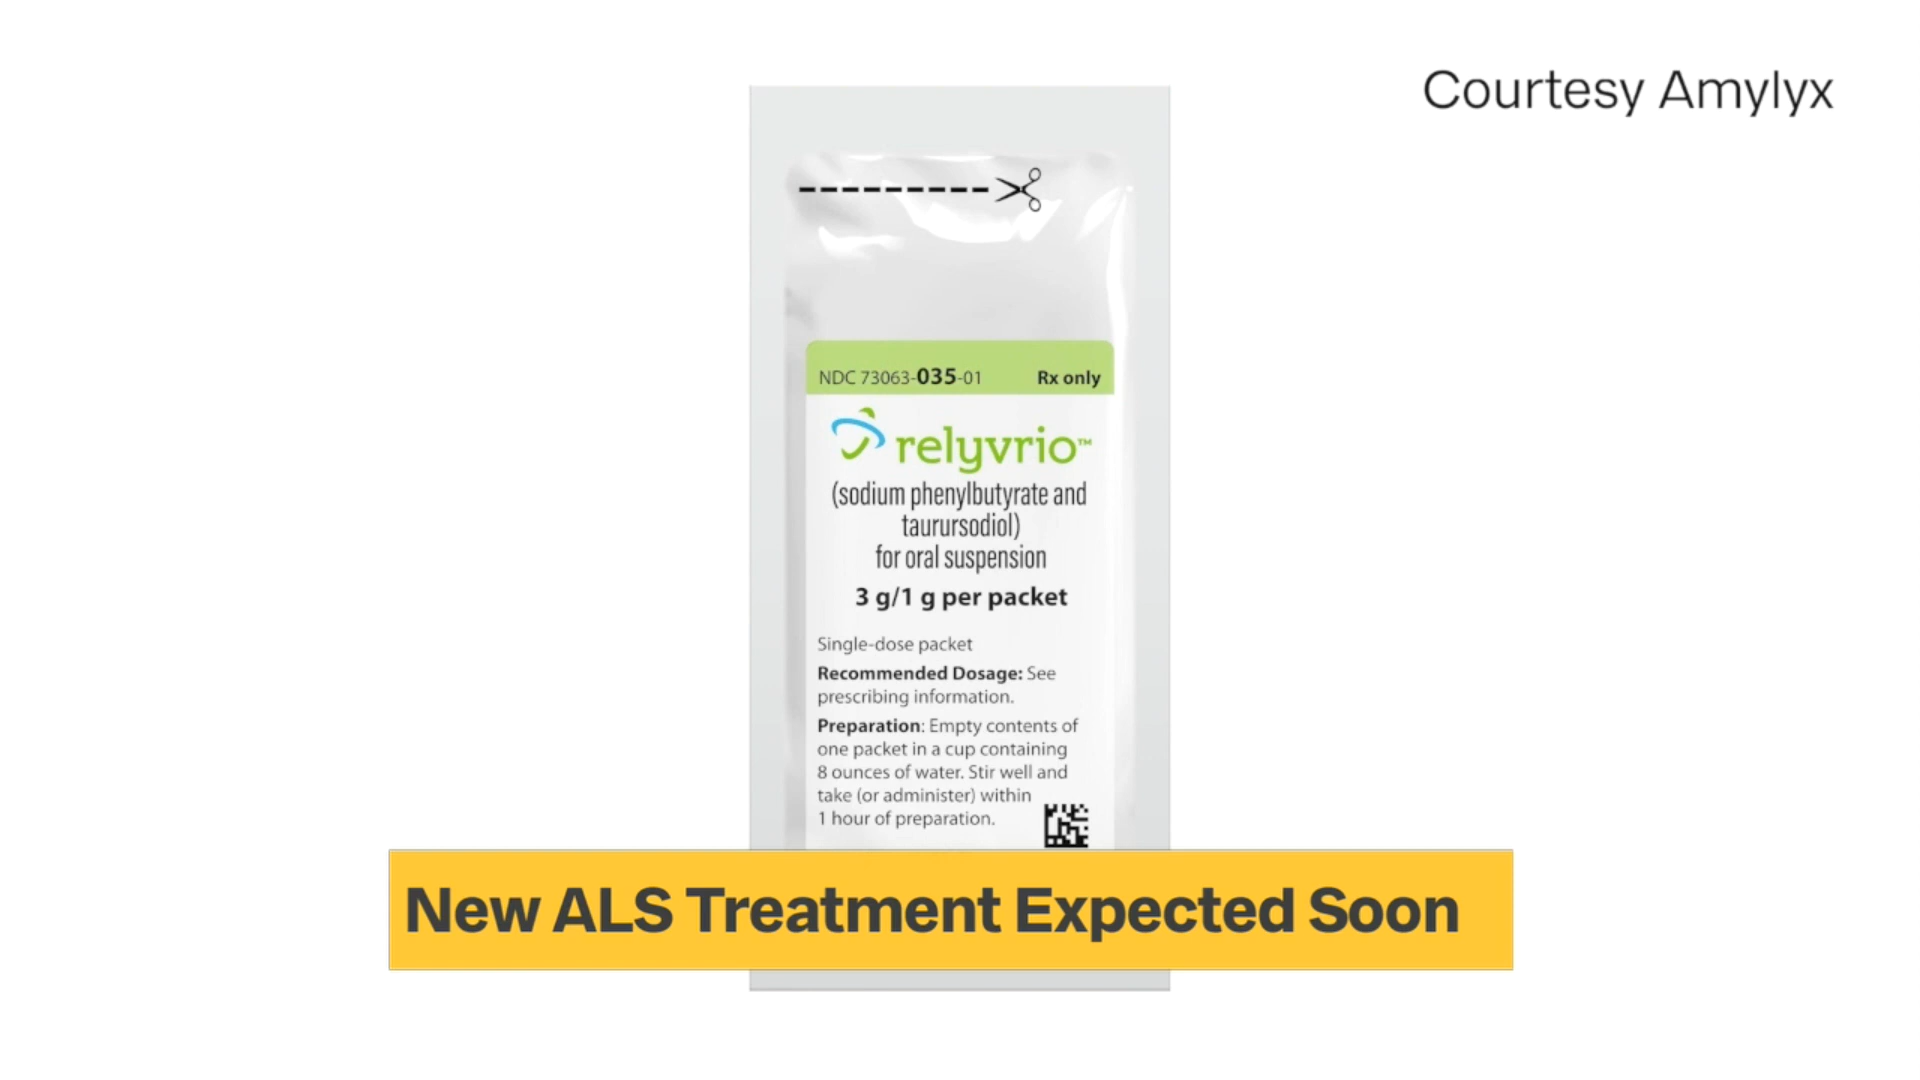 Courtesy Amylyx
NDC 73063-035-01 Rx only
relyvrio™
(sodium phenylbutyrate and
taurursodiol)
for oral suspension
3 g/1 g per packet
Single-dose packet
Recommended Dosage: See
prescribing information.
Preparation: Empty contents of
one packet in a cup containing
8 ounces of water. Stir well and
take (or administer) within
1 hour of preparation.
New ALS Treatment Expected Soon